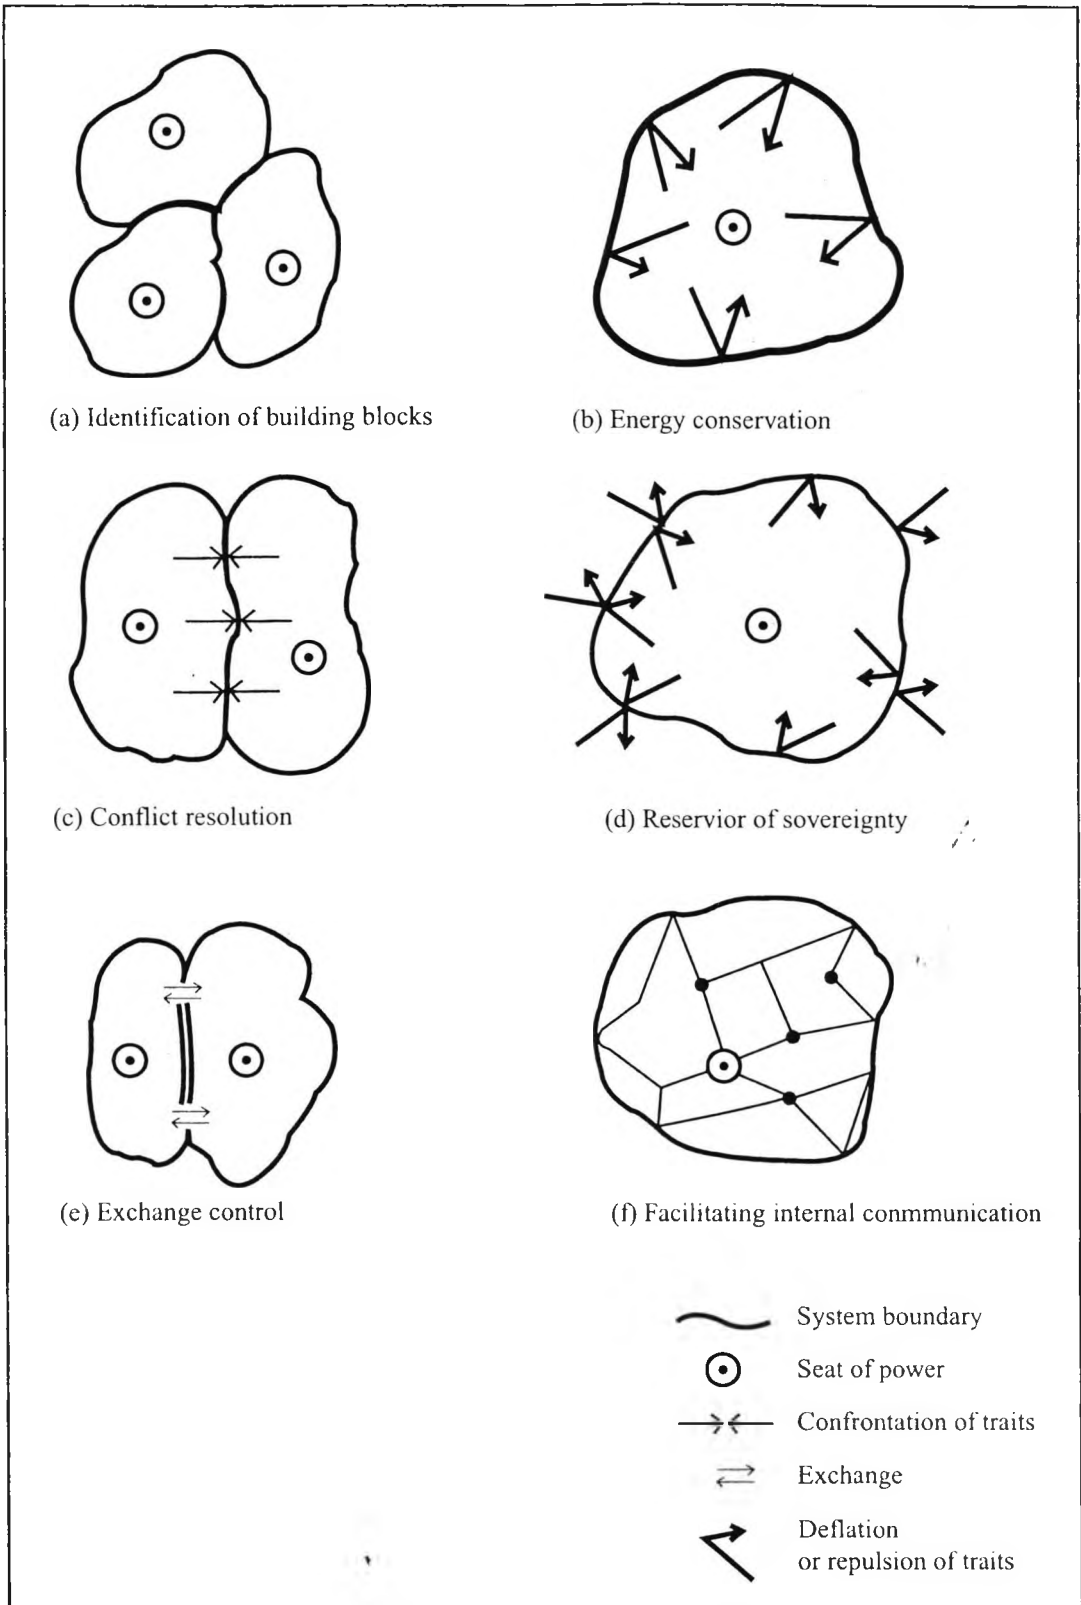 (a) Identification of building blocks
(b) Energy conservation
(c) Conflict resolution
(d) Reservior of sovereignty
(e) Exchange control
(f) Facilitating internal conmmunication
System boundary
Seat of power
Confrontation of traits
Exchange
Deflation
or repulsion of traits